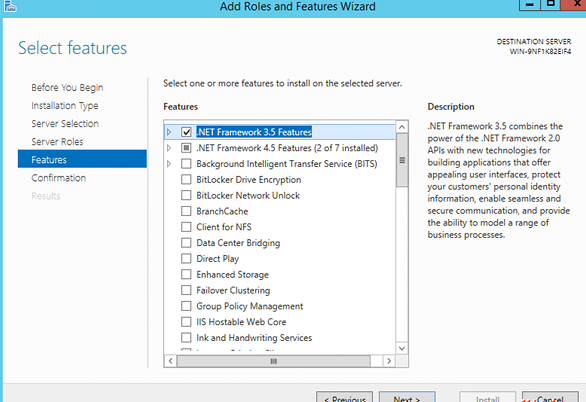 Add Roles and Features Wizard
Select features
DESTINATION SERVER
WIN-9NF1K82EIF4
Before You Begin
Installation Type
Server Selection
Server Roles
Features
Confirmation
Results
Select one or more features to install on the selected server.
Features
.NET Framework 3.5 Features
.NET Framework 4.5 Features (2 of 7 installed)
Background Intelligent Transfer Service (BITS)
BitLocker Drive Encryption
BitLocker Network Unlock
BranchCache
Client for NFS
Data Center Bridging
Direct Play
Enhanced Storage
Failover Clustering
Group Policy Management
IIS Hostable Web Core
Ink and Handwriting Services
Description
.NET Framework 3.5 combines the
power of the .NET Framework 2.0
APIs with new technologies for
building applications that offer
appealing user interfaces, protect
your customers' personal identity
information, enable seamless and
secure communication, and provide
the ability to model a range of
business processes.
< Previous
Next >
Install
Cancel